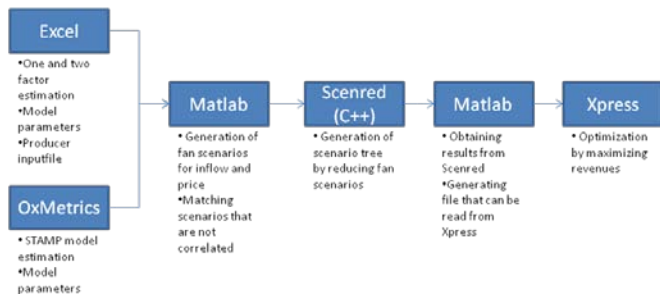 Excel
•One and two
factor
estimation
•Model
parameters
•Producer
inputfile
OxMetrics
• STAMP model
estimation
•Model
parameters
Matlab
• Generation of
fan scenarios
for inflow and
price
•Matching
scenarios that
are not
correlated
Scenred
(C++)
• Generation of
scenario tree
by reducing fan
scenarios
Matlab
• Obtaining
results from
Scenred
•Generating
file that can be
read from
Xpress
Xpress
• Optimization
by maximizing
revenues